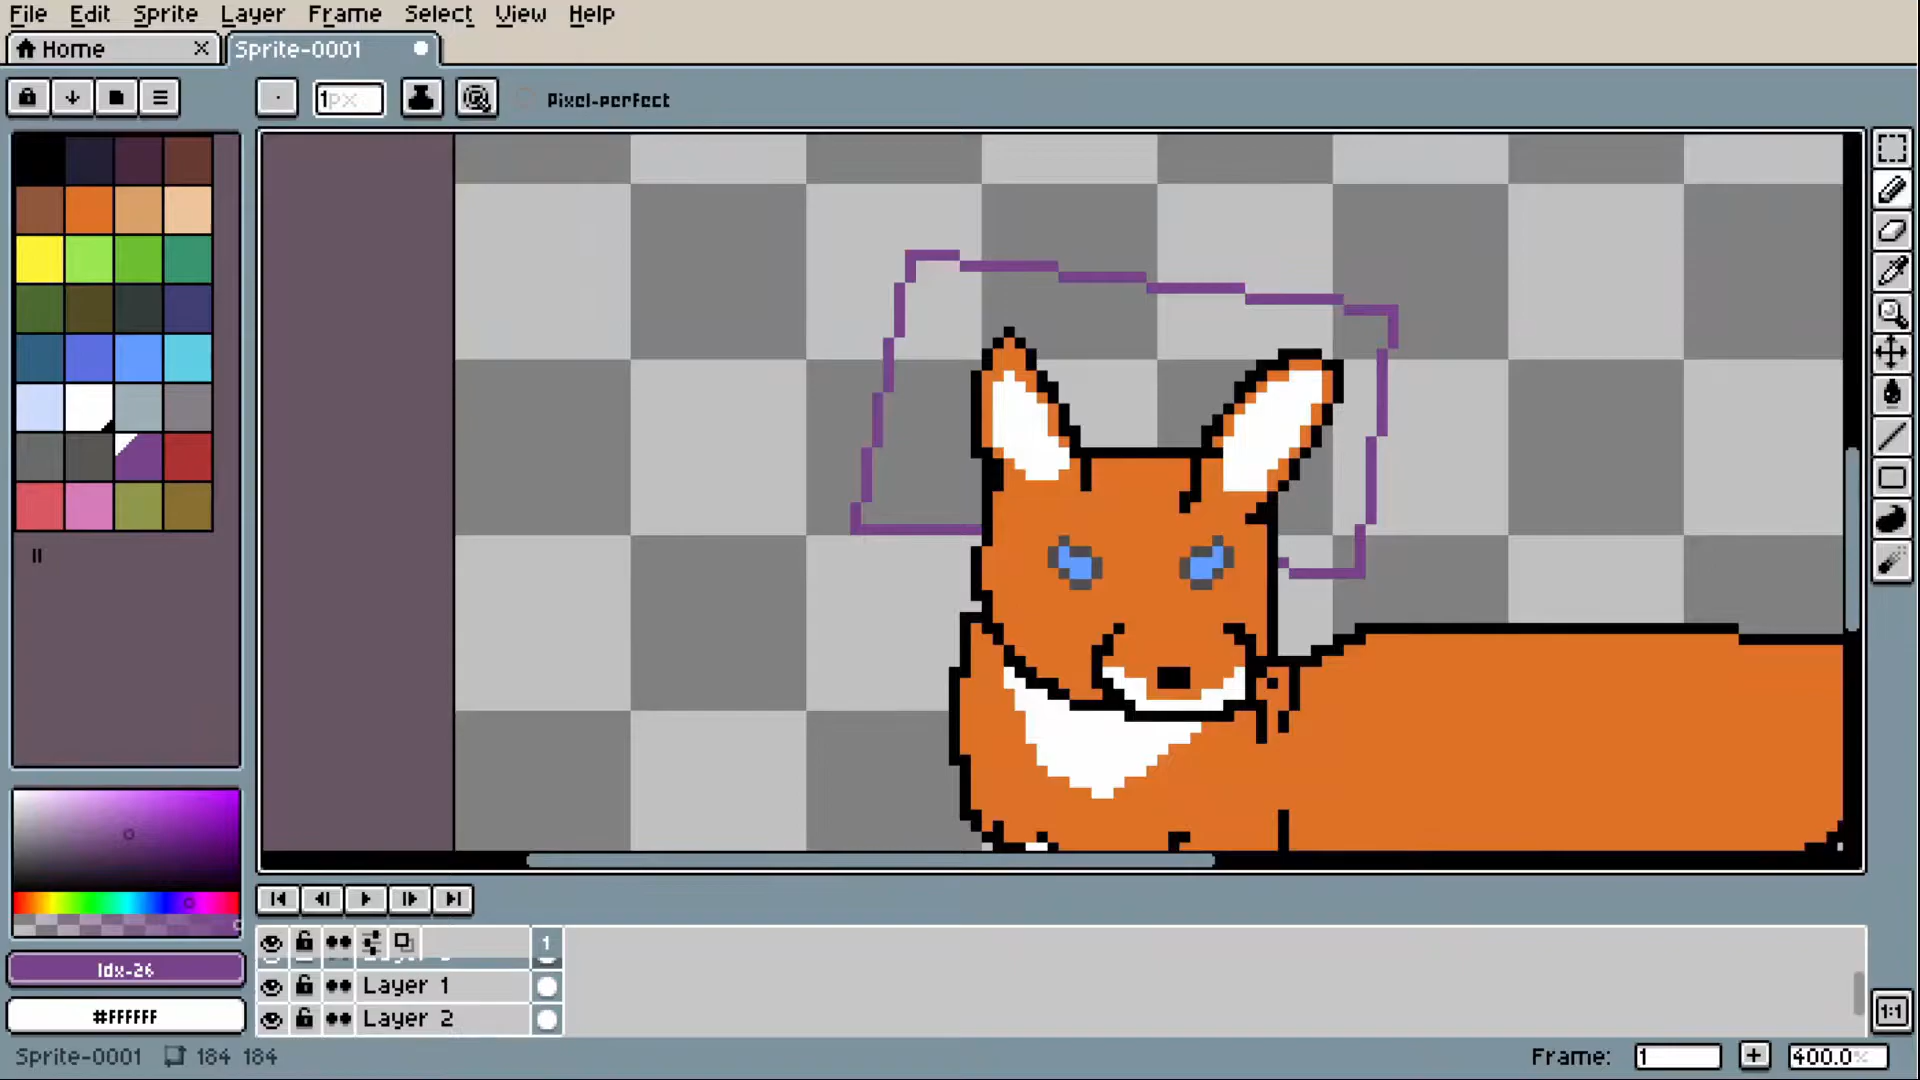 File Edit Sprite Layer Frame Select View Help
Home
Sprite-0001
1px
Pixel-perfect
Idx-26
#FFFFFF
1
Layer 1
Layer 2
1:1
Sprite-0001 184 184
Frame: 1
400.0%